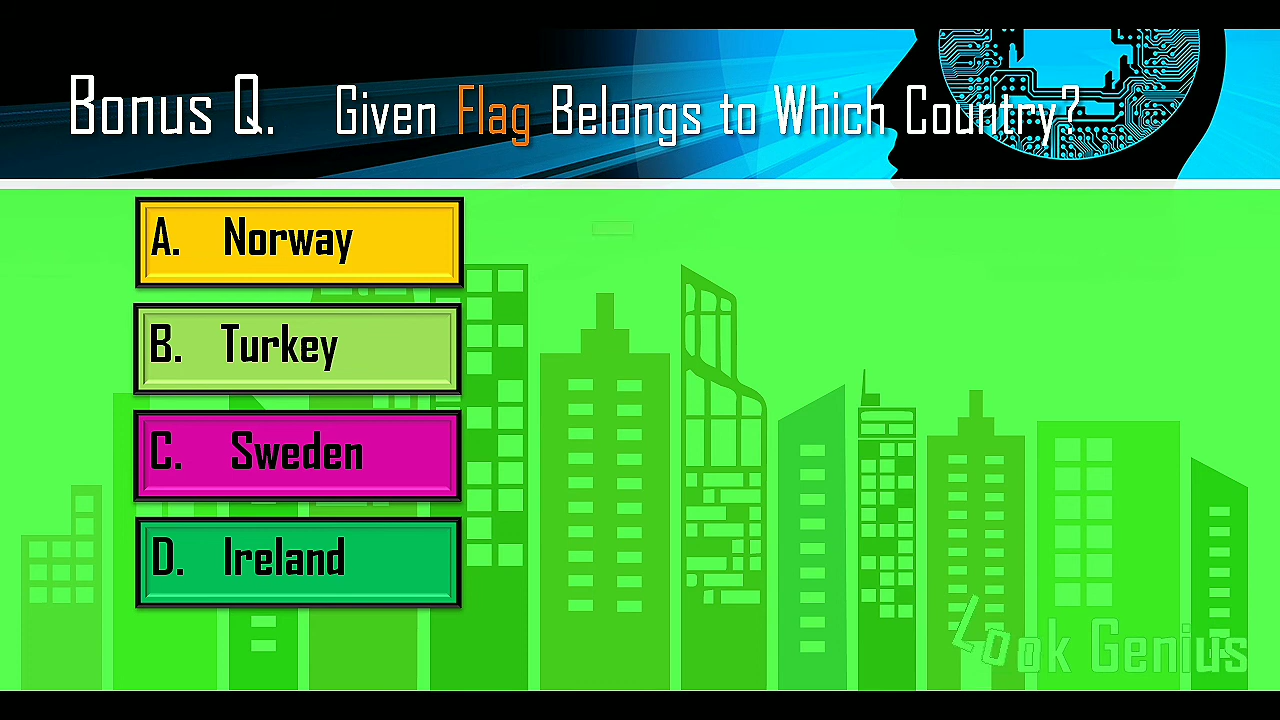 Bonus Q. Given Flag Belongs to Which Country?
A. Norway
B. Turkey
C. Sweden
D. Ireland
Look Genius